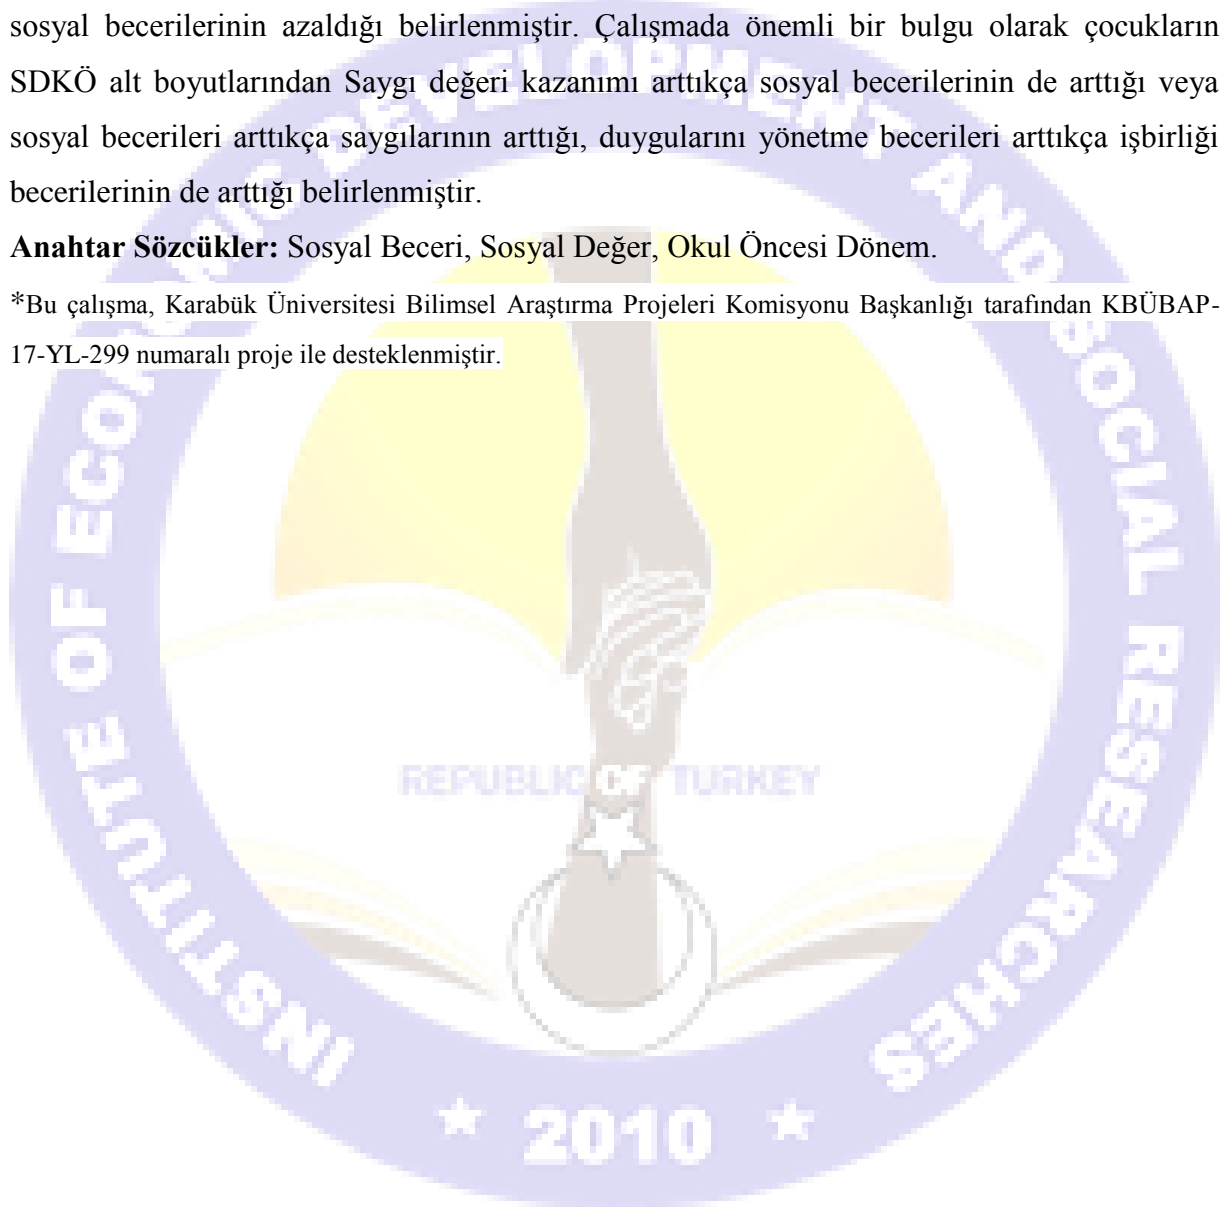 sosyal becerilerinin azaldığı belirlenmiştir. Çalışmada önemli bir bulgu olarak çocukların
SDKÖ alt boyutlarından Saygı değeri kazanımı arttıkça sosyal becerilerinin de arttığı veya
sosyal becerileri arttıkça saygılarının arttığı, duygularını yönetme becerileri arttıkça işbirliği
becerilerinin de arttığı belirlenmiştir.
Anahtar Sözcükler: Sosyal Beceri, Sosyal Değer, Okul Öncesi Dönem.
*Bu çalışma, Karabük Üniversitesi Bilimsel Araştırma Projeleri Komisyonu Başkanlığı tarafından KBÜBAP-
17-YL-299 numaralı proje ile desteklenmiştir.
INSTITUTE OF ECONOMIC DEVELOPMENT AND SOCIAL RESEARCHES
REPUBLIC OF TURKEY
★ 2010 ★